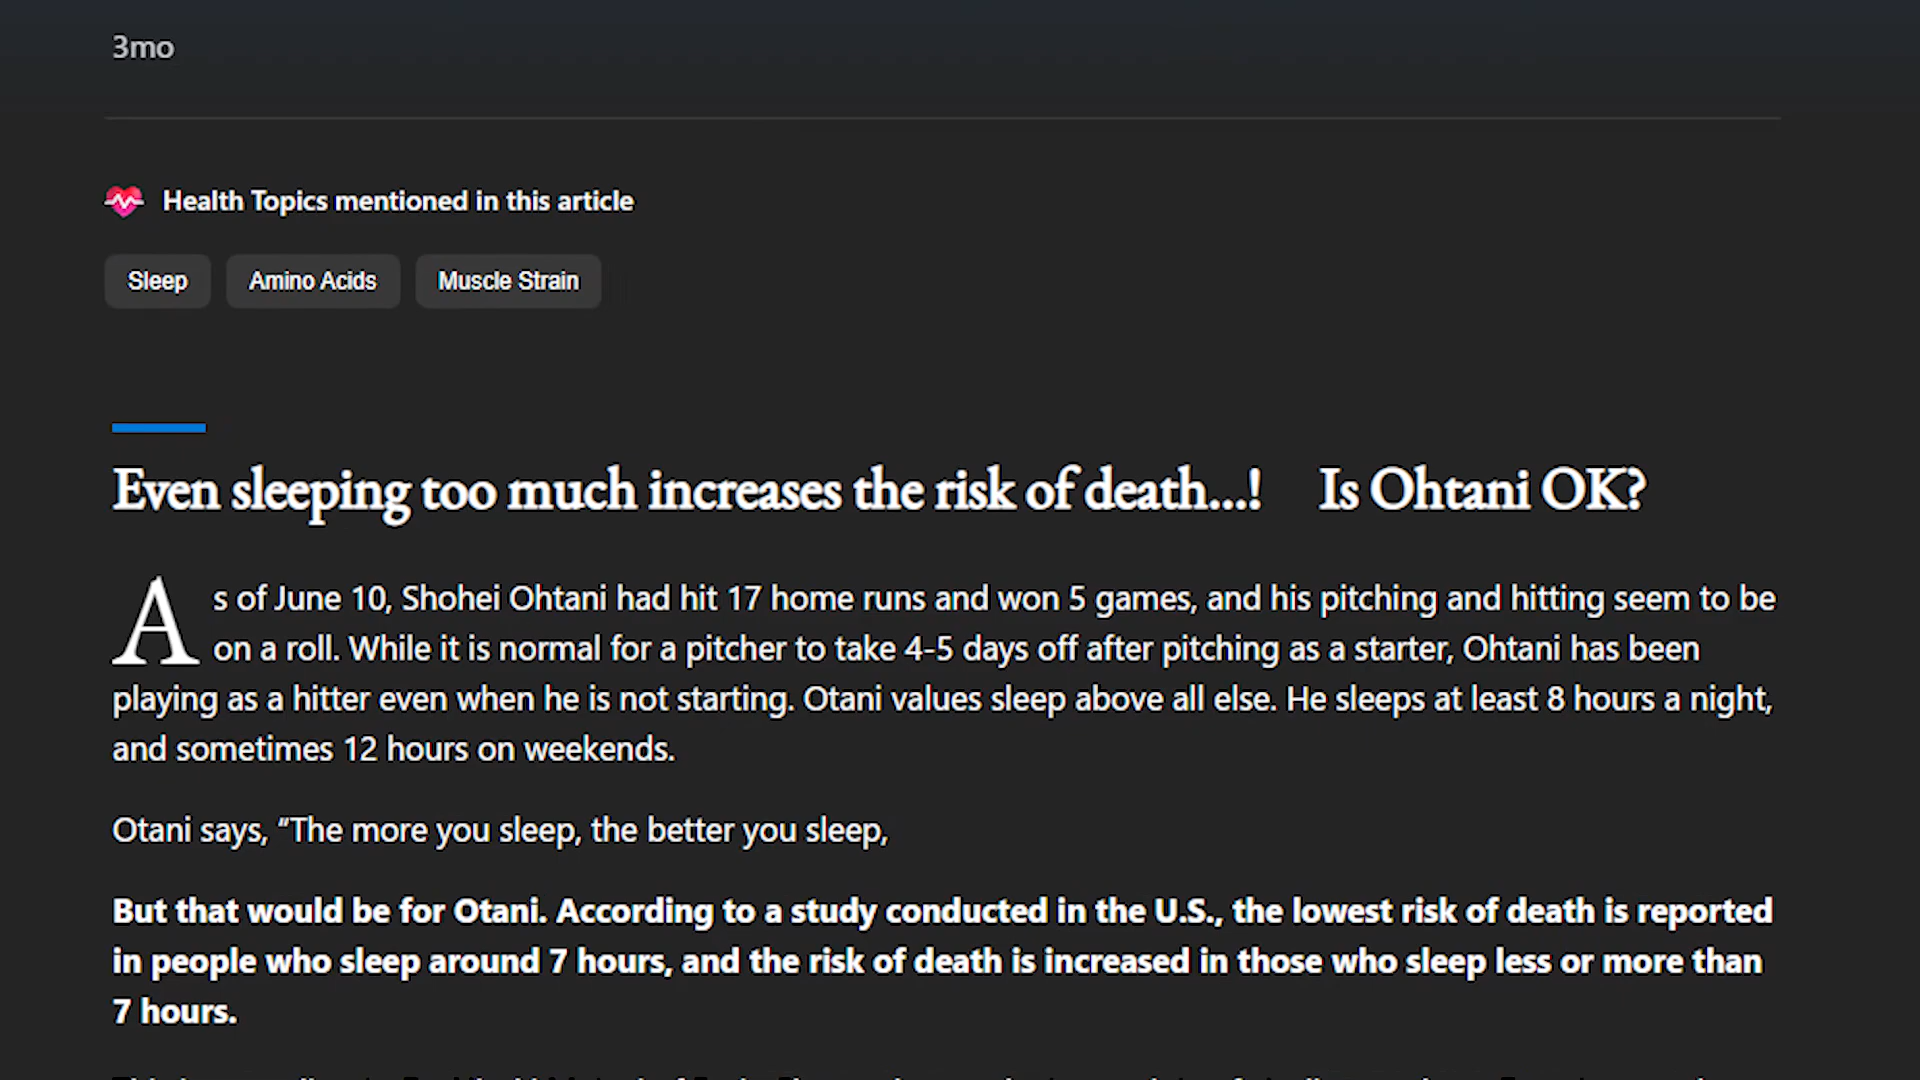 3mo
Health Topics mentioned in this article
Sleep
Amino Acids
Muscle Strain
Even sleeping too much increases the risk of death...! Is Ohtani OK?
As of June 10, Shohei Ohtani had hit 17 home runs and won 5 games, and his pitching and hitting seem to be
on a roll. While it is normal for a pitcher to take 4-5 days off after pitching as a starter, Ohtani has been
playing as a hitter even when he is not starting. Otani values sleep above all else. He sleeps at least 8 hours a night,
and sometimes 12 hours on weekends.
Otani says, “The more you sleep, the better you sleep,
But that would be for Otani. According to a study conducted in the U.S., the lowest risk of death is reported
in people who sleep around 7 hours, and the risk of death is increased in those who sleep less or more than
7 hours.